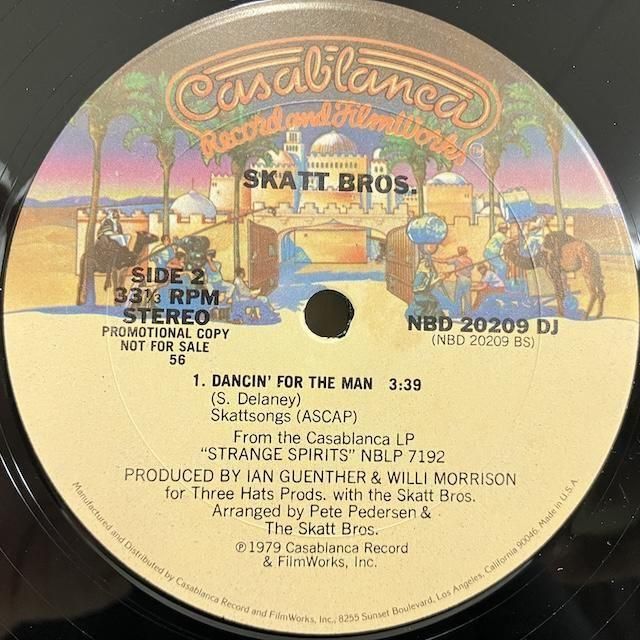 Casablanca
Record and FilmWorks
SKATT BROS.
SIDE 2
33⅓ RPM
STEREO
PROMOTIONAL COPY
NOT FOR SALE
56
NBD 20209 DJ
(NBD 20209 BS)
1. DANCIN' FOR THE MAN 3:39
(S. Delaney)
Skattsongs (ASCAP)
From the Casablanca LP
"STRANGE SPIRITS" NBLP 7192
PRODUCED BY IAN GUENTHER & WILLI MORRISON
for Three Hats Prods. with the Skatt Bros.
Arranged by Pete Pedersen &
The Skatt Bros.
℗ 1979 Casablanca Record
& FilmWorks, Inc.
Manufactured and Distributed by Casablanca Record and FilmWorks, Inc., 8255 Sunset Boulevard, Los Angeles, California 90046. Made in U.S.A.